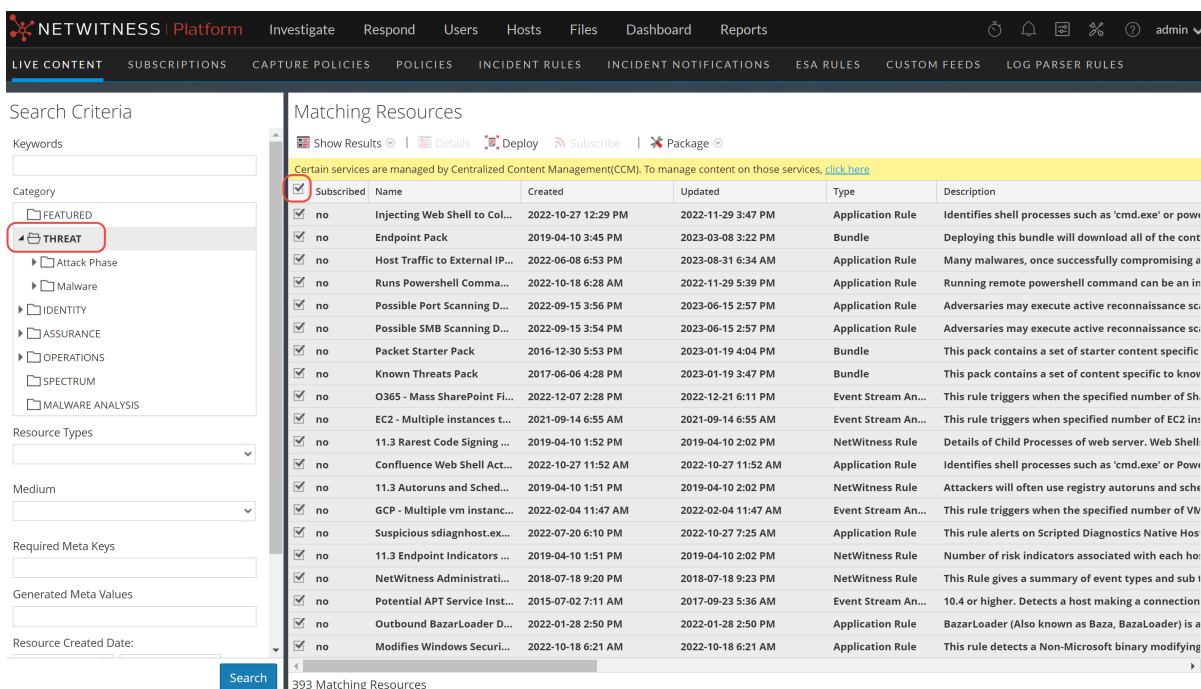 NETWITNESS | Platform Investigate Respond Users Hosts Files Dashboard Reports admin
LIVE CONTENT SUBSCRIPTIONS CAPTURE POLICIES POLICIES INCIDENT RULES INCIDENT NOTIFICATIONS ESA RULES CUSTOM FEEDS LOG PARSER RULES
Search Criteria
Keywords
Category
FEATURED
THREAT
Attack Phase
Malware
IDENTITY
ASSURANCE
OPERATIONS
SPECTRUM
MALWARE ANALYSIS
Resource Types
Medium
Required Meta Keys
Generated Meta Values
Resource Created Date:
Search
Matching Resources
Show Results | Details Deploy Subscribe | Package
Certain services are managed by Centralized Content Management(CCM). To manage content on those services, click here
Subscribed Name Created Updated Type Description
no Injecting Web Shell to Col... 2022-10-27 12:29 PM 2022-11-29 3:47 PM Application Rule Identifies shell processes such as 'cmd.exe' or powe
no Endpoint Pack 2019-04-10 3:45 PM 2023-03-08 3:22 PM Bundle Deploying this bundle will download all of the cont
no Host Traffic to External IP... 2022-06-08 6:53 PM 2023-08-31 6:34 AM Application Rule Many malwares, once successfully compromising a
no Runs Powershell Comma... 2022-10-18 6:28 AM 2022-11-29 5:39 PM Application Rule Running remote powershell command can be an in
no Possible Port Scanning D... 2022-09-15 3:56 PM 2023-06-15 2:57 PM Application Rule Adversaries may execute active reconnaissance sc
no Possible SMB Scanning D... 2022-09-15 3:54 PM 2023-06-15 2:57 PM Application Rule Adversaries may execute active reconnaissance sc
no Packet Starter Pack 2016-12-30 5:53 PM 2023-01-19 4:04 PM Bundle This pack contains a set of starter content specific
no Known Threats Pack 2017-06-06 4:28 PM 2023-01-19 3:47 PM Bundle This pack contains a set of content specific to know
no O365 - Mass SharePoint Fi... 2022-12-07 2:28 PM 2022-12-21 6:11 PM Event Stream An... This rule triggers when the specified number of Sh
no EC2 - Multiple instances t... 2021-09-14 6:55 AM 2021-09-14 6:55 AM Event Stream An... This rule triggers when specified number of EC2 ins
no 11.3 Rarest Code Signing ... 2019-04-10 1:52 PM 2019-04-10 2:02 PM NetWitness Rule Details of Child Processes of web server. Web Shell
no Confluence Web Shell Act... 2022-10-27 11:52 AM 2022-10-27 11:52 AM Application Rule Identifies shell processes such as 'cmd.exe' or Powe
no 11.3 Autoruns and Sched... 2019-04-10 1:51 PM 2019-04-10 2:02 PM NetWitness Rule Attackers will often use registry autoruns and sche
no GCP - Multiple vm instanc... 2022-02-04 11:47 AM 2022-02-04 11:47 AM Event Stream An... This rule triggers when the specified number of VM
no Suspicious sdiagnhost.ex... 2022-07-20 6:10 PM 2022-10-27 7:25 AM Application Rule This rule alerts on Scripted Diagnostics Native Hos
no 11.3 Endpoint Indicators ... 2019-04-10 1:51 PM 2019-04-10 2:02 PM NetWitness Rule Number of risk indicators associated with each ho
no NetWitness Administrati... 2018-07-18 9:20 PM 2018-07-18 9:23 PM NetWitness Rule This Rule gives a summary of event types and sub t
no Potential APT Service Inst... 2015-07-02 7:11 AM 2017-09-23 5:36 AM Event Stream An... 10.4 or higher. Detects a host making a connection
no Outbound BazarLoader D... 2022-01-28 2:50 PM 2022-01-28 2:50 PM Application Rule BazarLoader (Also known as Baza, BazaLoader) is a
no Modifies Windows Securi... 2022-10-18 6:21 AM 2022-10-18 6:21 AM Application Rule This rule detects a Non-Microsoft binary modifying
393 Matching Resources